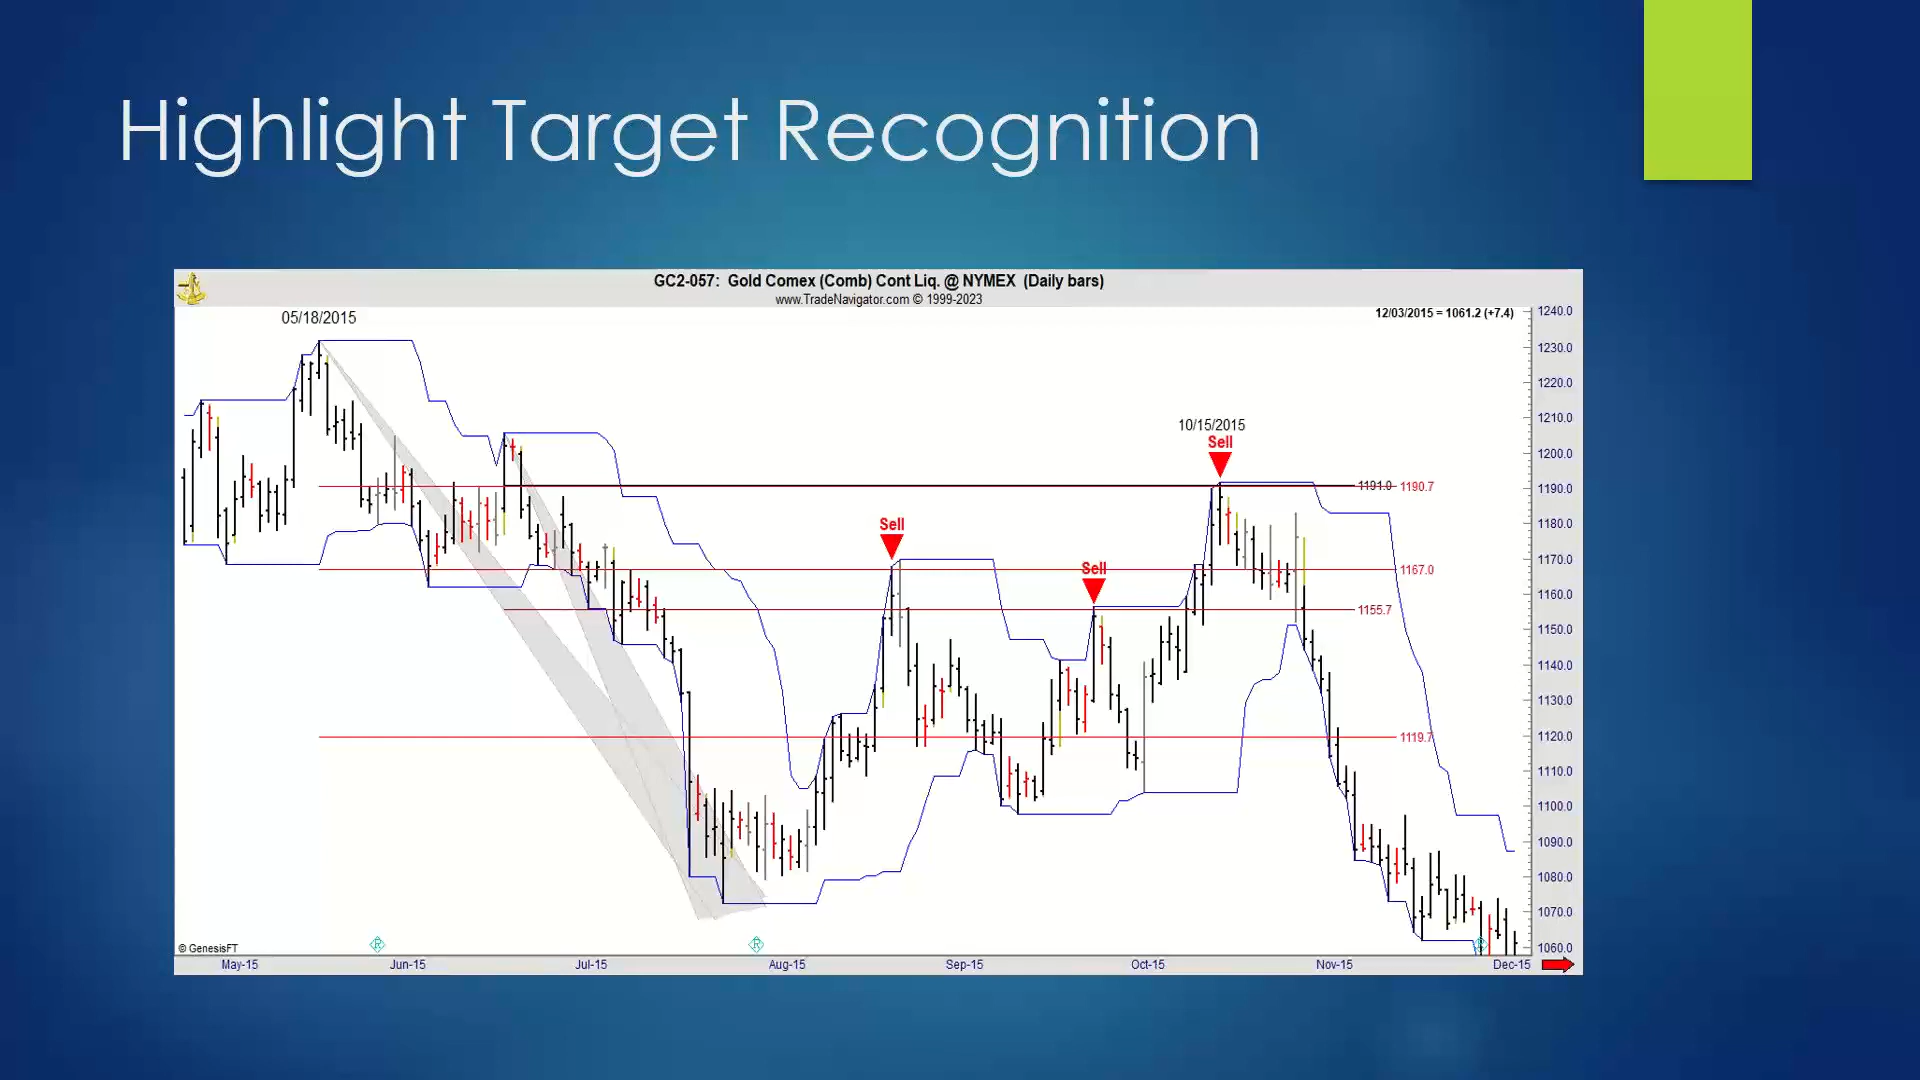 Highlight Target Recognition
GC2-057: Gold Comex (Comb) Cont Liq. @ NYMEX (Daily bars)
www.TradeNavigator.com © 1999-2023
12/03/2015 = 1061.2 (+7.4)
05/18/2015
10/15/2015
Sell
Sell
Sell
1191.0
1190.7
1167.0
1155.7
1119.7
1240.0
1230.0
1220.0
1210.0
1200.0
1190.0
1180.0
1170.0
1160.0
1150.0
1140.0
1130.0
1120.0
1110.0
1100.0
1090.0
1080.0
1070.0
1060.0
R
R
R
© GenesisFT
May-15 Jun-15 Jul-15 Aug-15 Sep-15 Oct-15 Nov-15 Dec-15